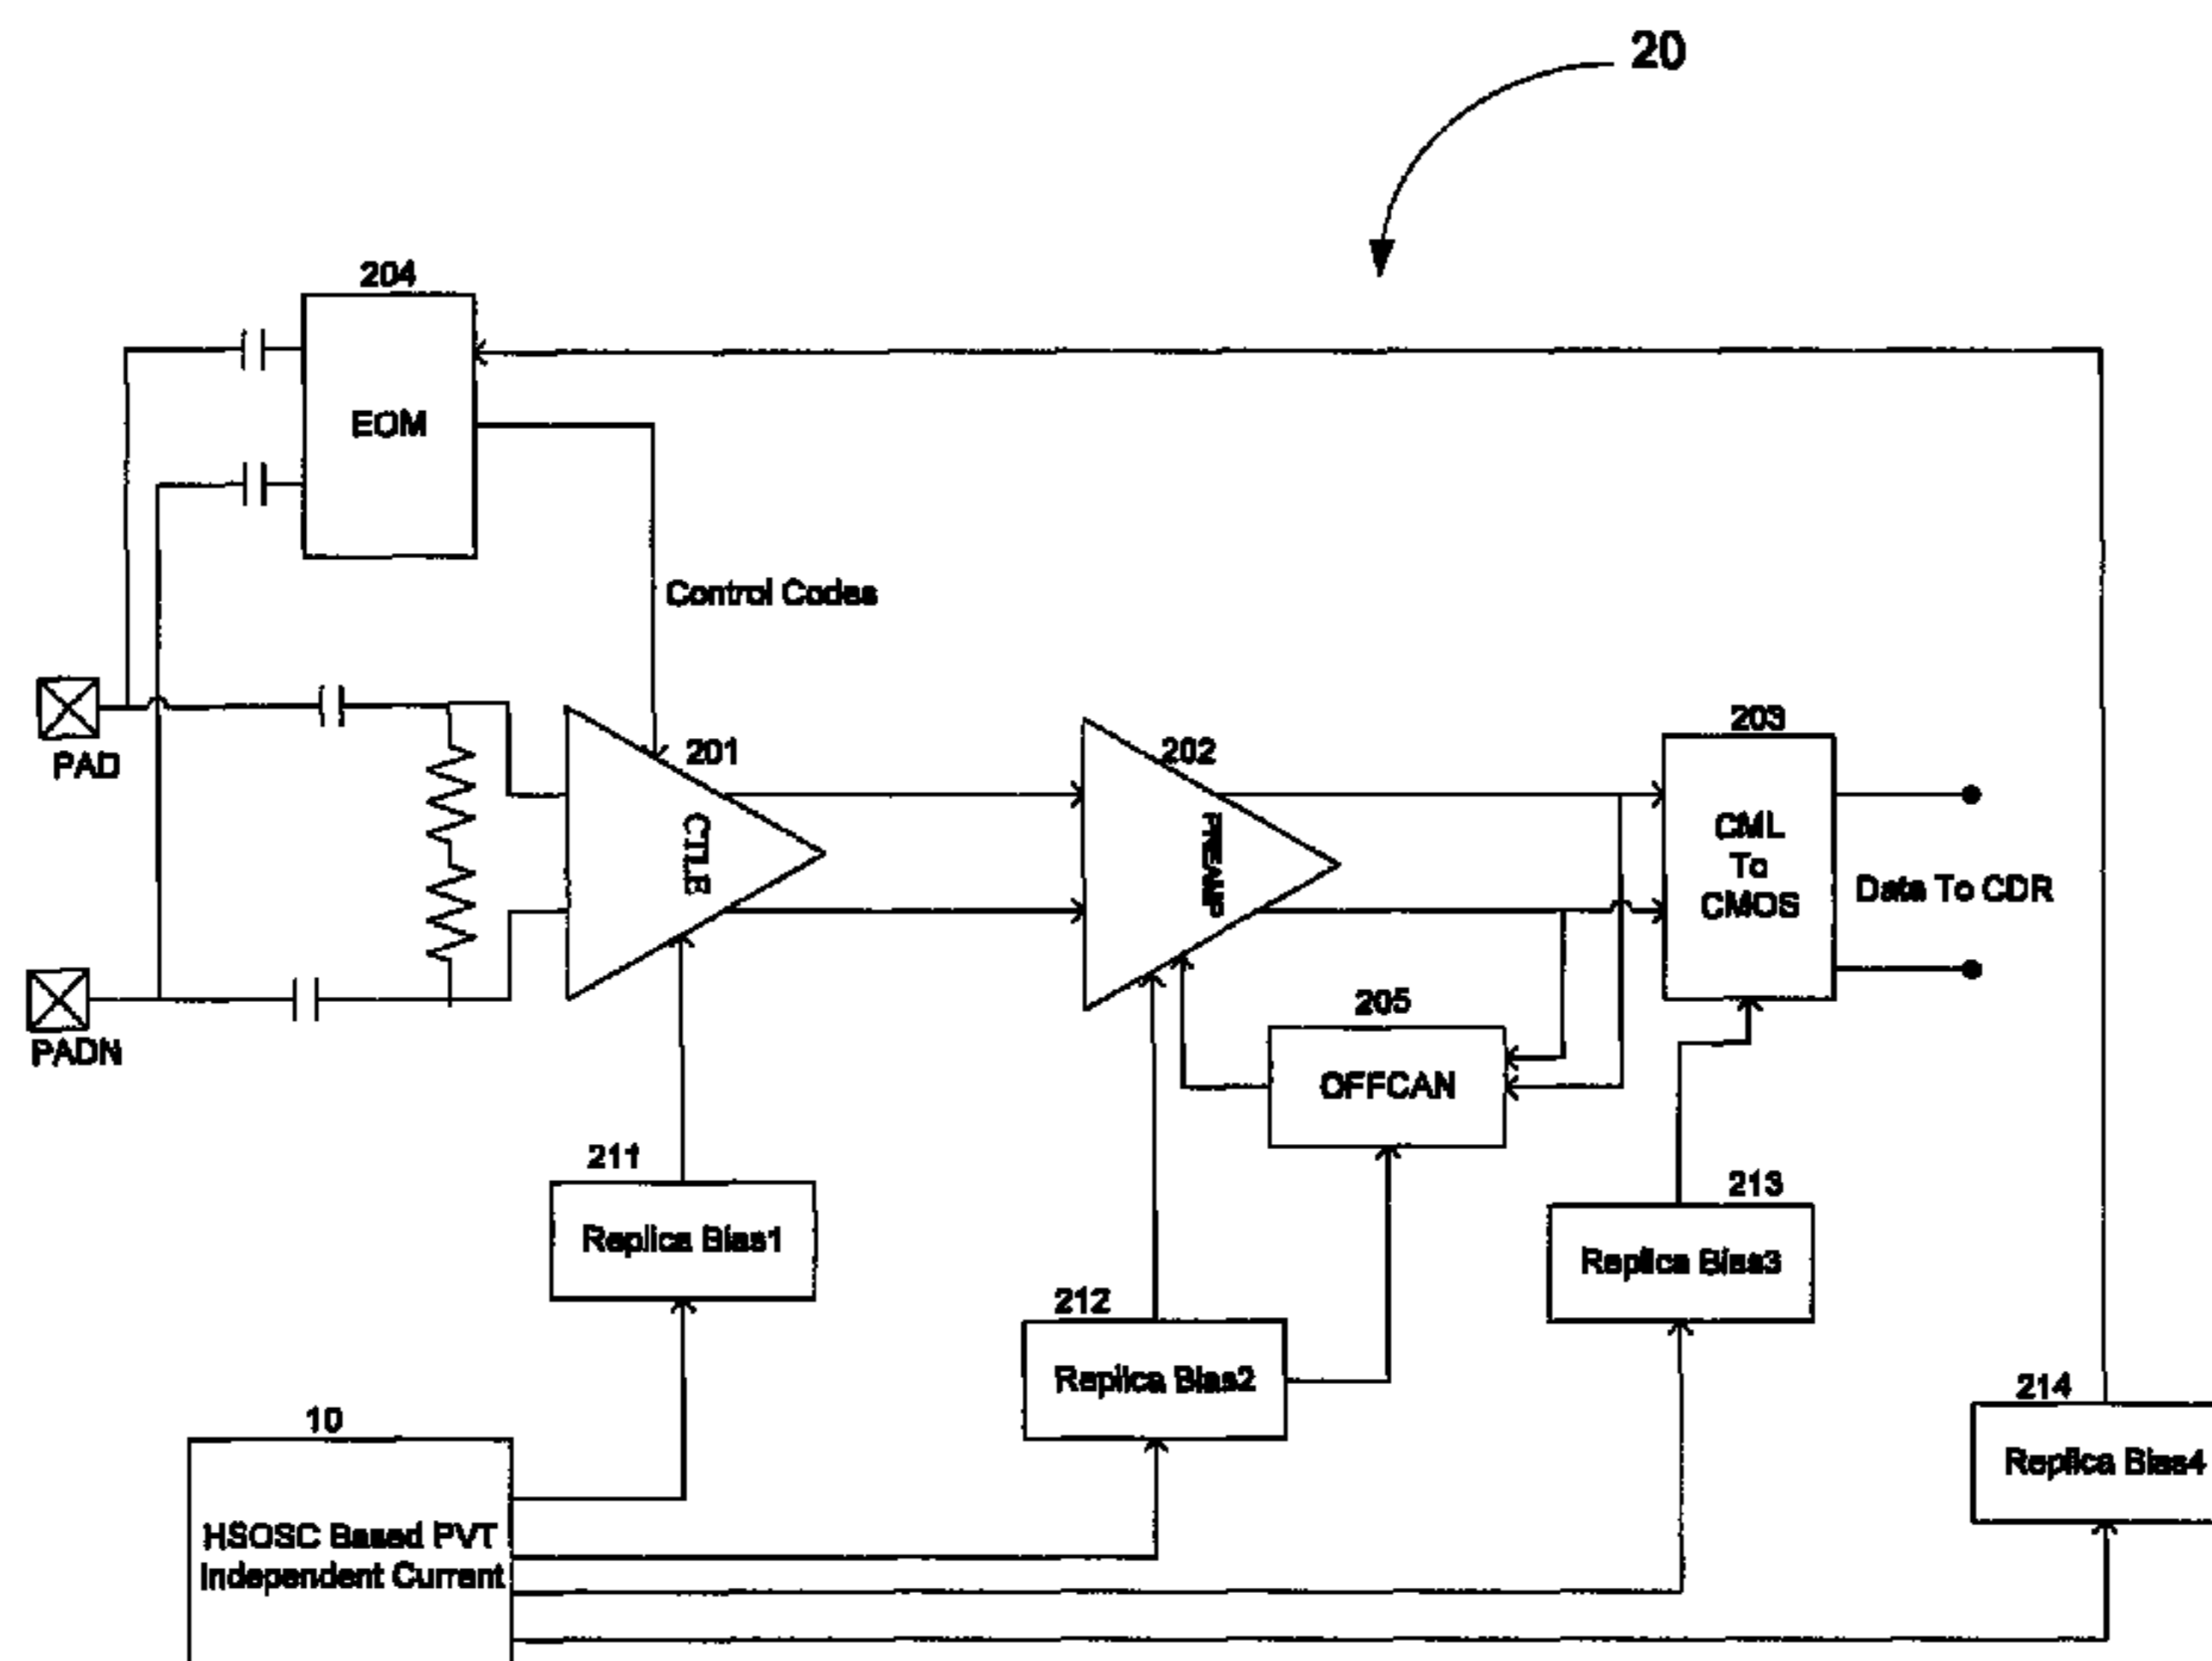 20
204
EOM
Control Codes
PAD
201
CTLE
202
PREAMP
203
CML
To
CMOS
Data To CDR
PADN
205
OFFCAN
211
Replica Bias1
212
Replica Bias2
213
Replica Bias3
214
Replica Bias4
10
HSOSC Based PVT
Independent Current